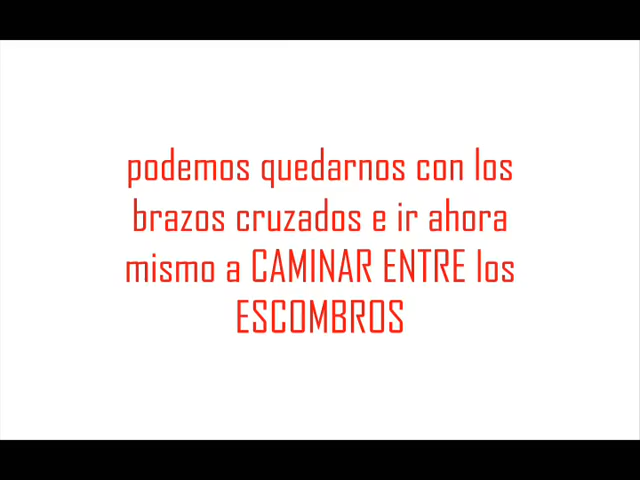 podemos quedarnos con los
brazos cruzados e ir ahora
mismo a CAMINAR ENTRE los
ESCOMBROS